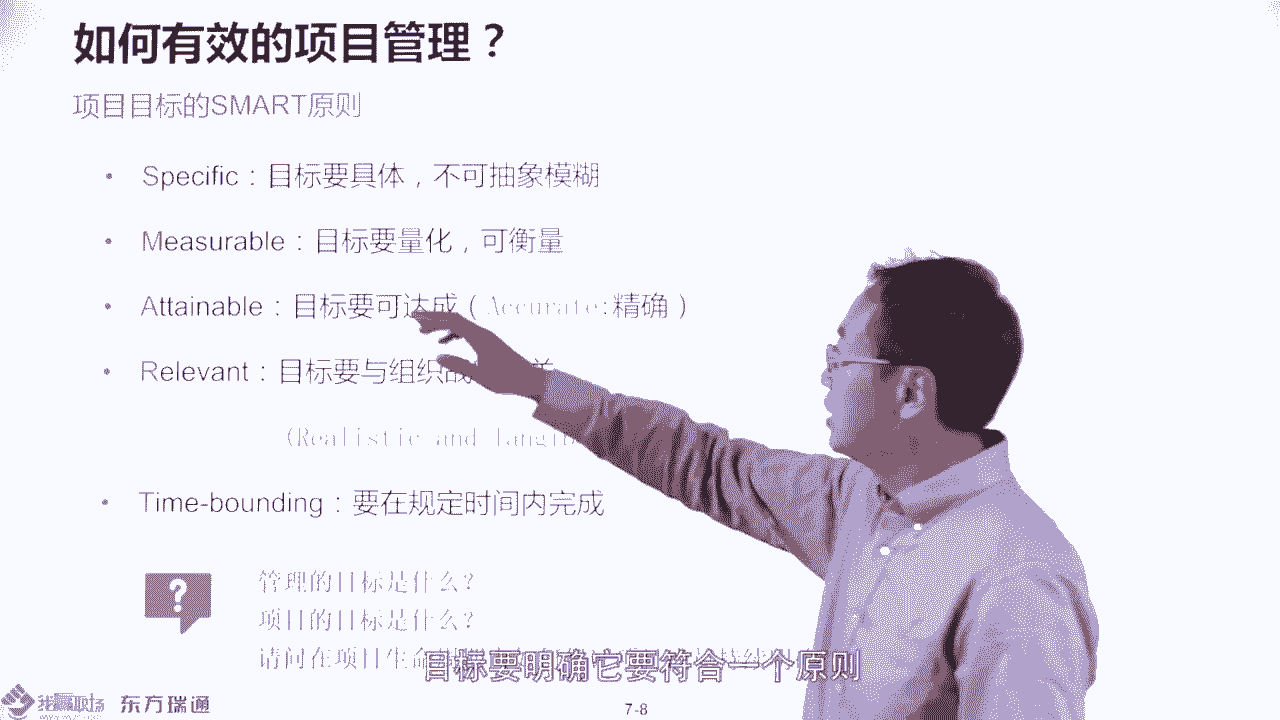 如何有效的项目管理？
项目目标的SMART原则
• Specific：目标要具体，不可抽象模糊
• Measurable：目标要量化，可衡量
• Attainable：目标要可达成（Accurate:精确）
• Relevant：目标要与组织战
(Realistic and
• Time-bounding：要在规定时间内完成
?
管理的目标是什么?
项目的目标是什么?
请问在项目生命
目标要明确它要符合一个原则
我赢职场 东方瑞通
7-8